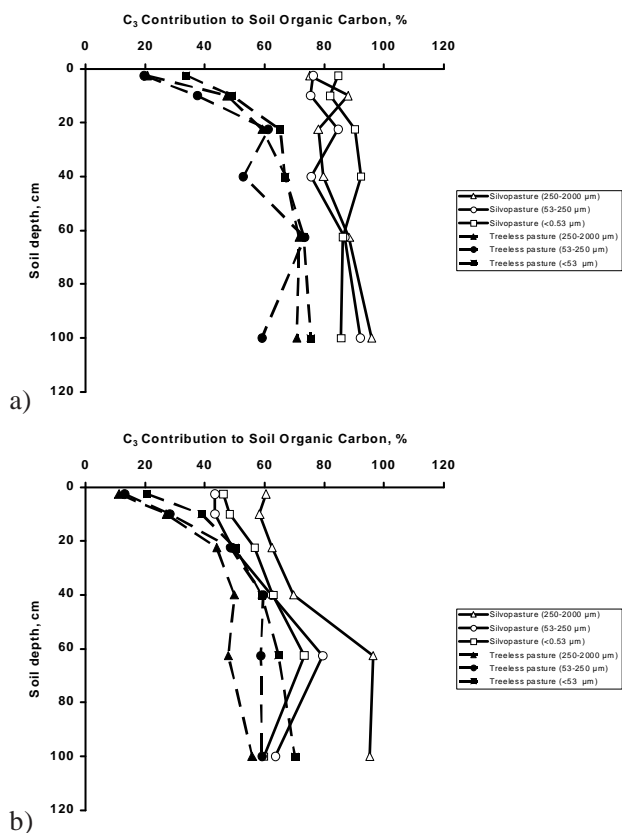 C3 Contribution to Soil Organic Carbon, %
0 20 40 60 80 100 120
0
20
40
60
80
100
120
Soil depth, cm
Silvopasture (250-2000 µm)
Silvopasture (53-250 µm)
Silvopasture (<0.53 µm)
Treeless pasture (250-2000 µm)
Treeless pasture (53-250 µm)
Treeless pasture (<53 µm)
a)
C3 Contribution to Soil Organic Carbon, %
0 20 40 60 80 100 120
0
20
40
60
80
100
120
Soil depth, cm
Silvopasture (250-2000 µm)
Silvopasture (53-250 µm)
Silvopasture (<0.53 µm)
Treeless pasture (250-2000 µm)
Treeless pasture (53-250 µm)
Treeless pasture (<53 µm)
b)